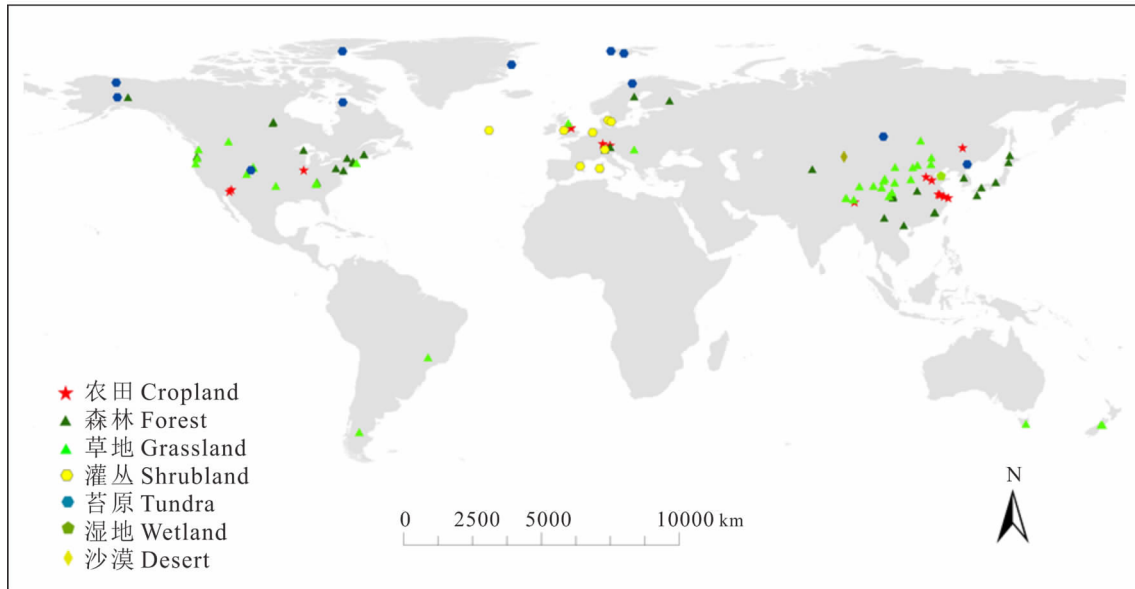 农田 Cropland
森林 Forest
草地 Grassland
灌丛 Shrubland
苔原 Tundra
湿地 Wetland
沙漠 Desert
0 2500 5000 10000 km
N